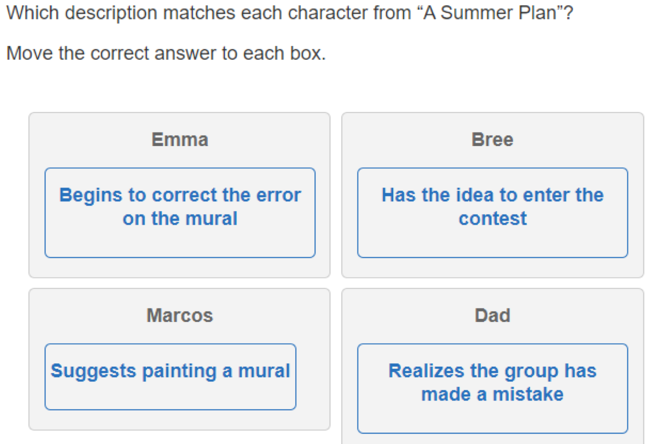 Which description matches each character from “A Summer Plan”?
Move the correct answer to each box.
Emma
Begins to correct the error
on the mural
Bree
Has the idea to enter the
contest
Marcos
Suggests painting a mural
Dad
Realizes the group has
made a mistake